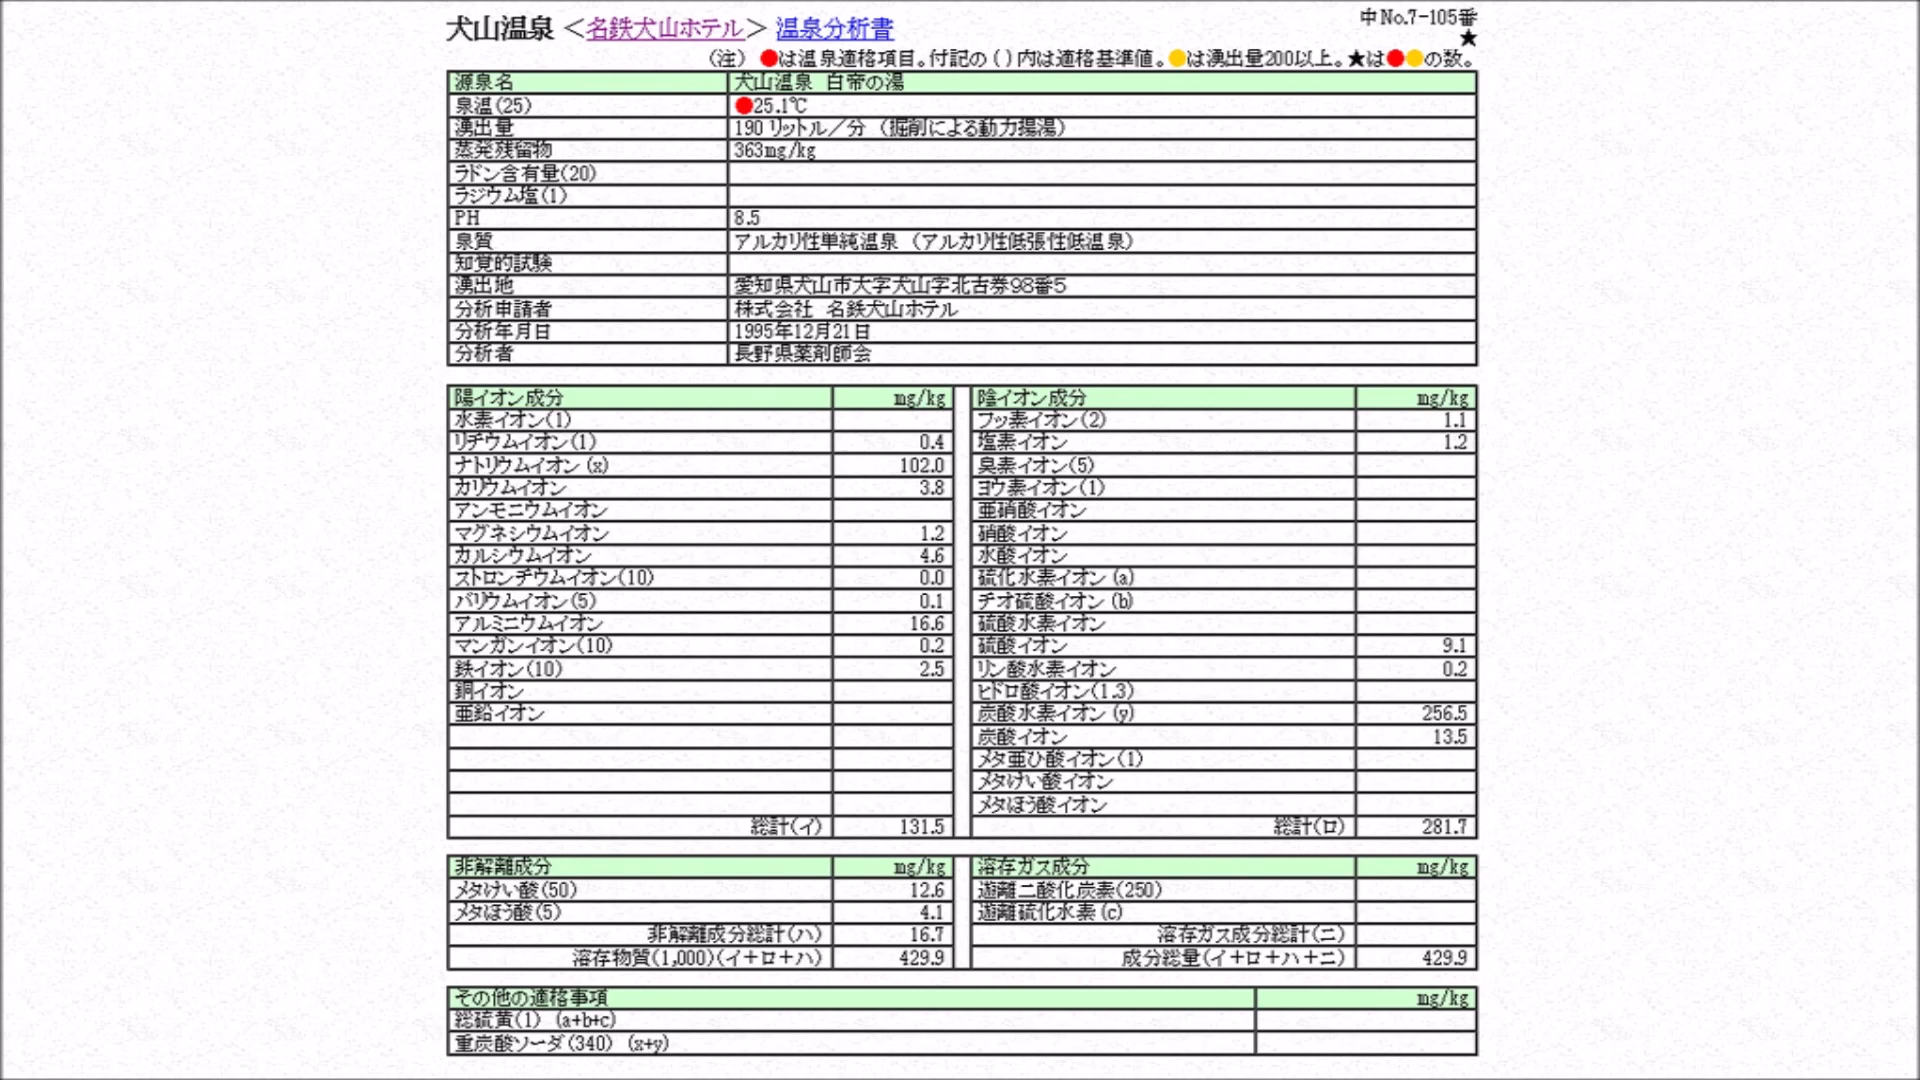 犬山温泉 ＜名鉄犬山ホテル＞ 温泉分析書
中No.7-105番
★
（注） ●は温泉適格項目。付記の ( ) 内は適格基準値。●は湧出量200以上。★は●●の数。
源泉名 犬山温泉 白帝の湯
泉温(25) ●25.1℃
湧出量 190 リットル／分 （掘削による動力揚湯）
蒸発残留物 363mg/kg
ラドン含有量(20)
ラジウム塩(1)
PH 8.5
泉質 アルカリ性単純温泉 （アルカリ性低張性低温泉）
知覚的試験
湧出地 愛知県犬山市大字犬山字北古券98番5
分析申請者 株式会社 名鉄犬山ホテル
分析年月日 1995年12月21日
分析者 長野県薬剤師会
陽イオン成分 mg/kg 陰イオン成分 mg/kg
水素イオン(1) フッ素イオン(2) 1.1
リチウムイオン(1) 0.4 塩素イオン 1.2
ナトリウムイオン (x) 102.0 臭素イオン(5)
カリウムイオン 3.8 ヨウ素イオン(1)
アンモニウムイオン 亜硝酸イオン
マグネシウムイオン 1.2 硝酸イオン
カルシウムイオン 4.6 水酸イオン
ストロンチウムイオン(10) 0.0 硫化水素イオン (a)
バリウムイオン(5) 0.1 チオ硫酸イオン (b)
アルミニウムイオン 16.6 硫酸水素イオン
マンガンイオン(10) 0.2 硫酸イオン 9.1
鉄イオン(10) 2.5 リン酸水素イオン 0.2
銅イオン ヒドロ酸イオン(1.3)
亜鉛イオン 炭酸水素イオン (y) 256.5
炭酸イオン 13.5
メタ亜ひ酸イオン(1)
メタけい酸イオン
メタほう酸イオン
総計(イ) 131.5 総計(ロ) 281.7
非解離成分 mg/kg 溶存ガス成分 mg/kg
メタけい酸(50) 12.6 遊離二酸化炭素(250)
メタほう酸(5) 4.1 遊離硫化水素 (c)
非解離成分総計(ハ) 16.7 溶存ガス成分総計(ニ)
溶存物質(1,000)(イ+ロ+ハ) 429.9 成分総量(イ+ロ+ハ+ニ) 429.9
その他の適格事項 mg/kg
総硫黄(1) (a+b+c)
重炭酸ソーダ(340) (x+y)